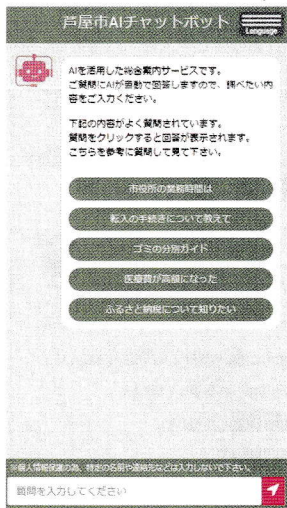 芦屋市AIチャットボット
Language
AIを活用した総合案内サービスです。
ご質問にAIが自動で回答しますので、調べたい内
容をご入力ください。
下記の内容がよく質問されています。
質問をクリックすると回答が表示されます。
こちらを参考に質問して見て下さい。
市役所の業務時間は
転入の手続きについて教えて
ゴミの分別ガイド
医療費が高額になった
ふるさと納税について知りたい
※個人情報保護の為、特定の名前や連絡先などは入力しないで下さい。
質問を入力してください